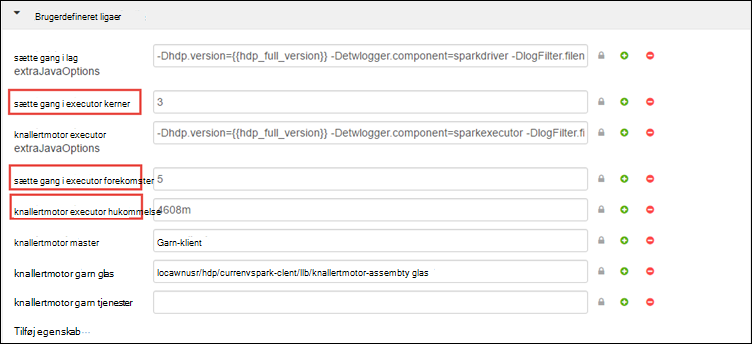 Brugerdefineret ligaer
sætte gang i lag
extraJavaOptions
-Dhdp.version={{hdp_full_version}} -Detwlogger.component=sparkdriver -DlogFilter.filen
sætte gang i executor kerner
3
knallertmotor executor
extraJavaOptions
-Dhdp.version={{hdp_full_version}} -Detwlogger.component=sparkexecutor -DlogFilter.fi
sætte gang i executor forekomster
5
knallertmotor executor hukommelse
4608m
knallertmotor master
Garn-klient
knallertmotor garn glas
locawnusr/hdp/currenvspark-clent/llb/knallertmotor-assembty glas
knallertmotor garn tjenester
Tilføj egenskab...